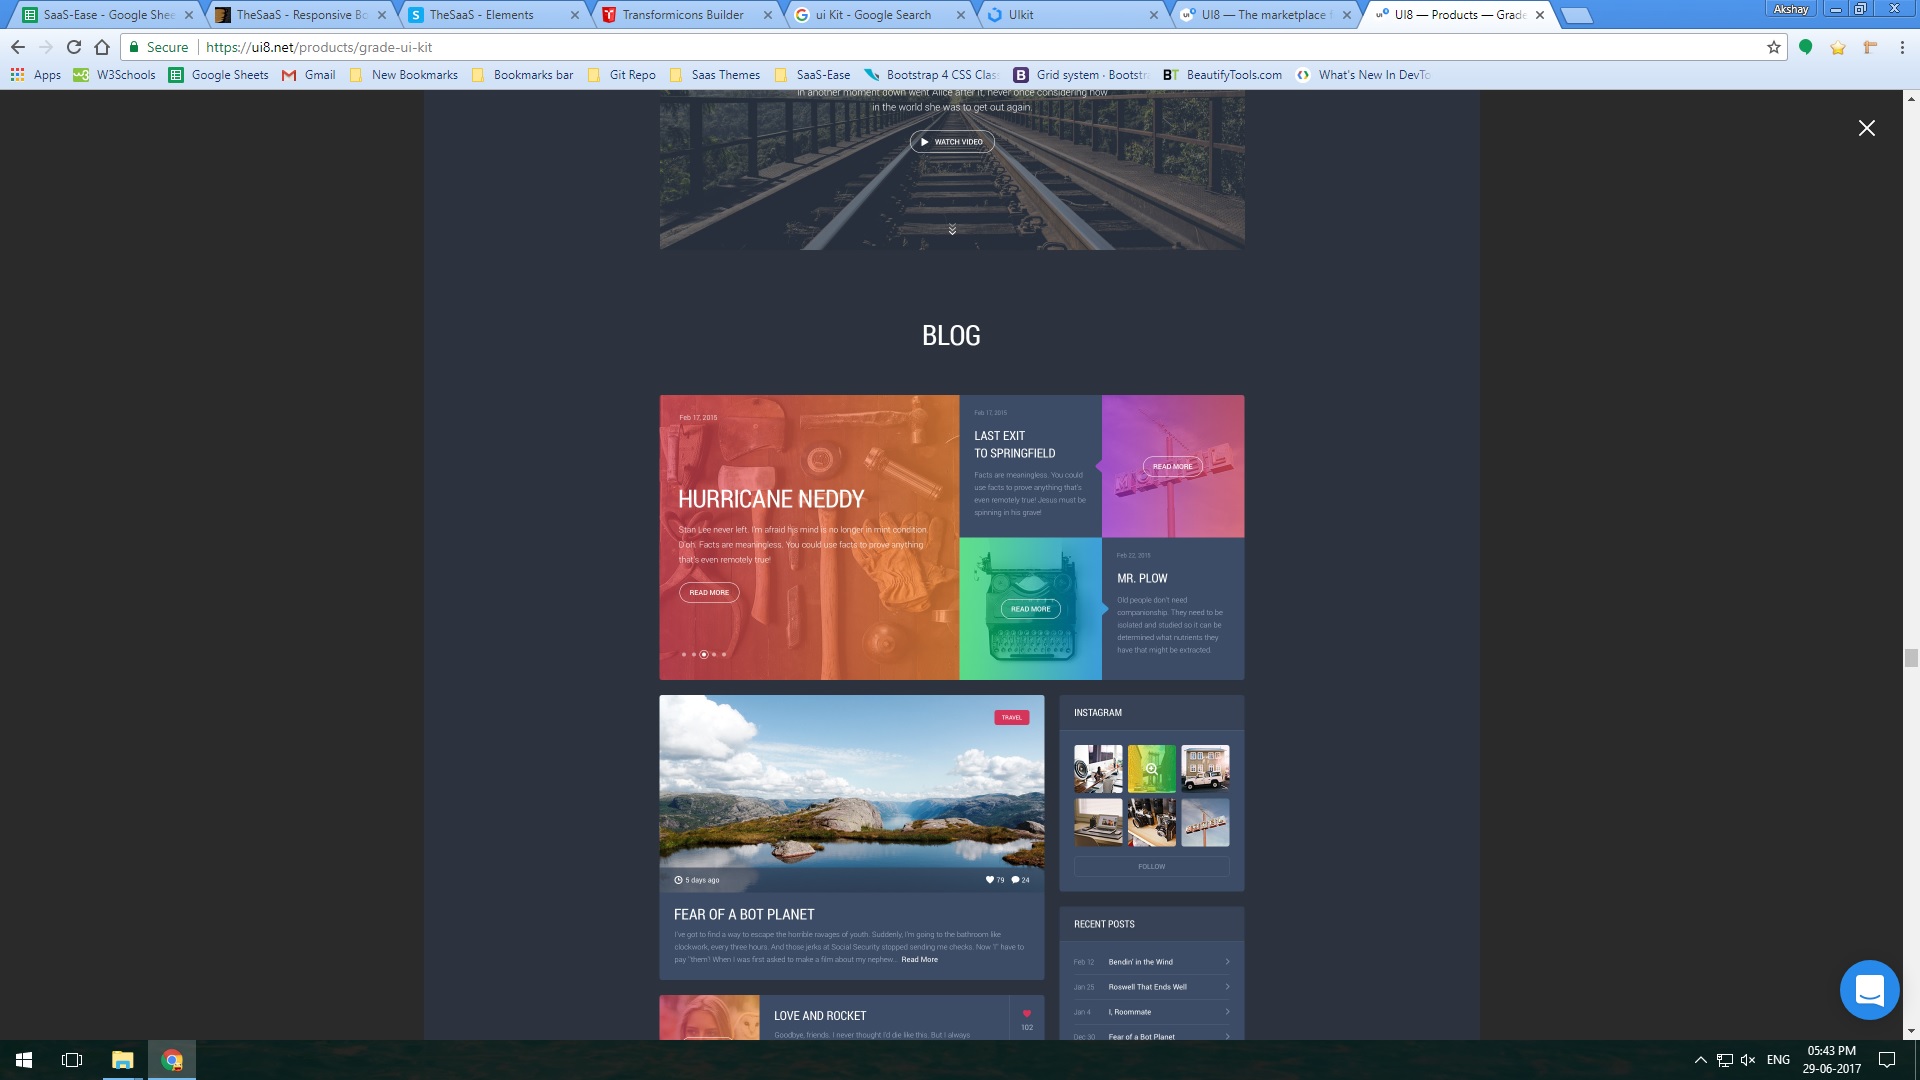 SaaS-Ease - Google Shee
TheSaaS - Responsive Bo
TheSaaS - Elements
Transformicons Builder
ui Kit - Google Search
UIkit
UI8 — The marketplace f
UI8 — Products — Grade
Akshay
Secure
https://ui8.net/products/grade-ui-kit
Apps
W3Schools
Google Sheets
Gmail
New Bookmarks
Bookmarks bar
Git Repo
Saas Themes
SaaS-Ease
Bootstrap 4 CSS Clas
Grid system · Bootstr
BeautifyTools.com
What's New In DevTo
in another moment down went Alice after it, never once considering how
in the world she was to get out again.
WATCH VIDEO
BLOG
Feb 17, 2015
HURRICANE NEDDY
Stan Lee never left. I'm afraid his mind is no longer in mint condition.
D'oh. Facts are meaningless. You could use facts to prove anything
that's even remotely true!
READ MORE
Feb 17, 2015
LAST EXIT
TO SPRINGFIELD
Facts are meaningless. You could
use facts to prove anything that's
even remotely true! Jesus must be
spinning in his grave!
READ MORE
READ MORE
Feb 22, 2015
MR. PLOW
Old people don't need
companionship. They need to be
isolated and studied so it can be
determined what nutrients they
have that might be extracted.
TRAVEL
5 days ago
79
24
FEAR OF A BOT PLANET
I've got to find a way to escape the horrible ravages of youth. Suddenly, I'm going to the bathroom like
clockwork, every three hours. And those jerks at Social Security stopped sending me checks. Now 'I'' have to
pay ''them'! When I was first asked to make a film about my nephew... Read More
INSTAGRAM
FOLLOW
RECENT POSTS
Feb 12 Bendin' in the Wind
Jan 25 Roswell That Ends Well
Jan 4 I, Roommate
Dec 30 Fear of a Bot Planet
LOVE AND ROCKET
Goodbye, friends. I never thought I'd die like this. But I always
102
ENG
05:43 PM
29-06-2017